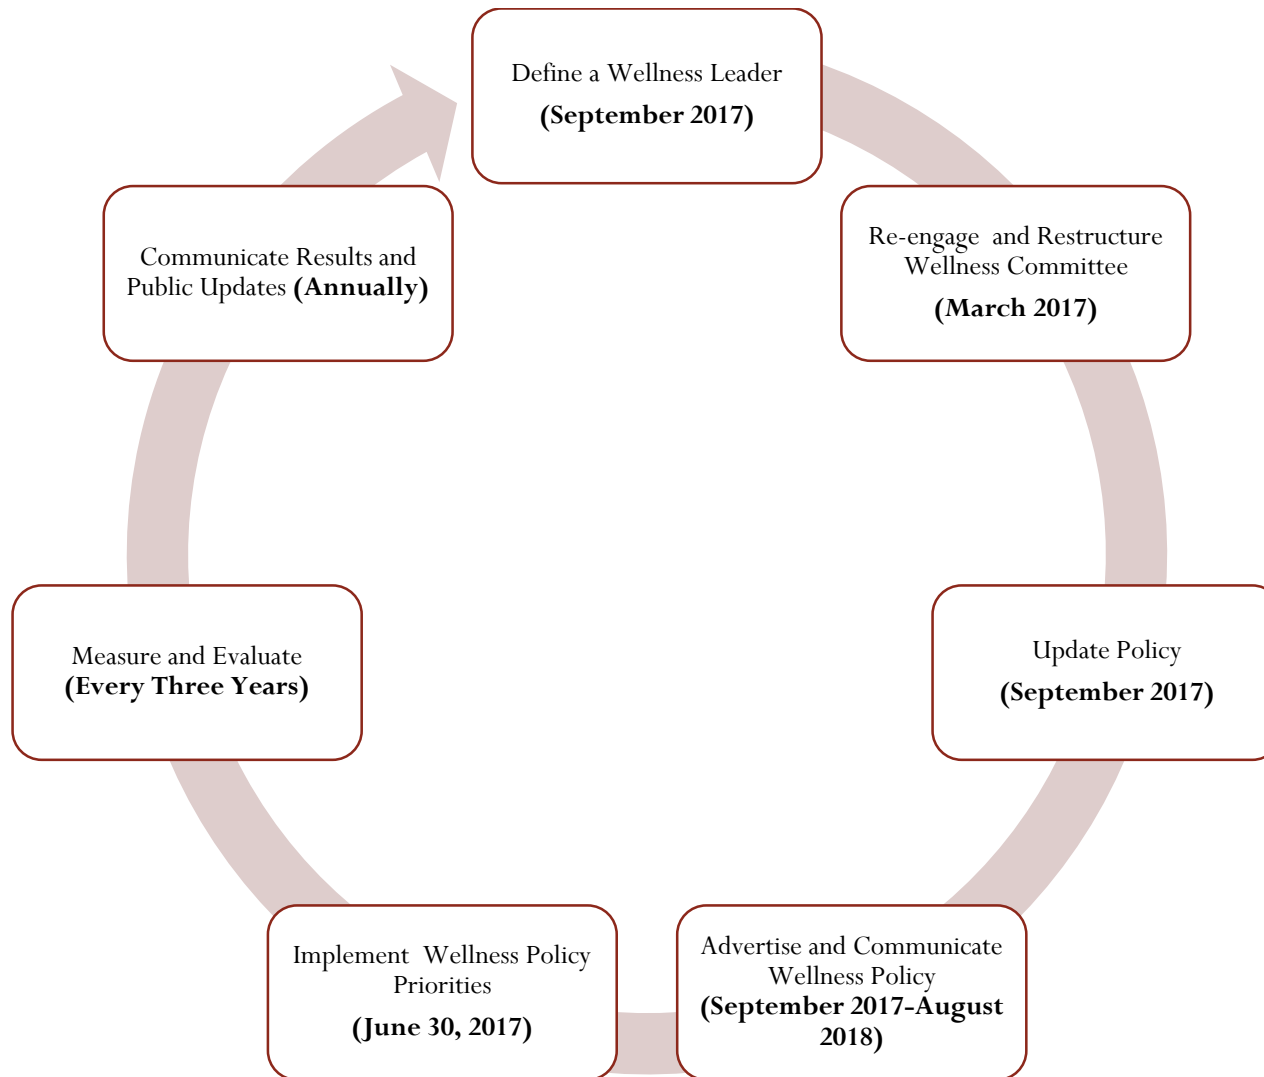 Define a Wellness Leader
(September 2017)
Re-engage and Restructure
Wellness Committee
(March 2017)
Update Policy
(September 2017)
Advertise and Communicate
Wellness Policy
(September 2017-August
2018)
Implement Wellness Policy
Priorities
(June 30, 2017)
Measure and Evaluate
(Every Three Years)
Communicate Results and
Public Updates (Annually)